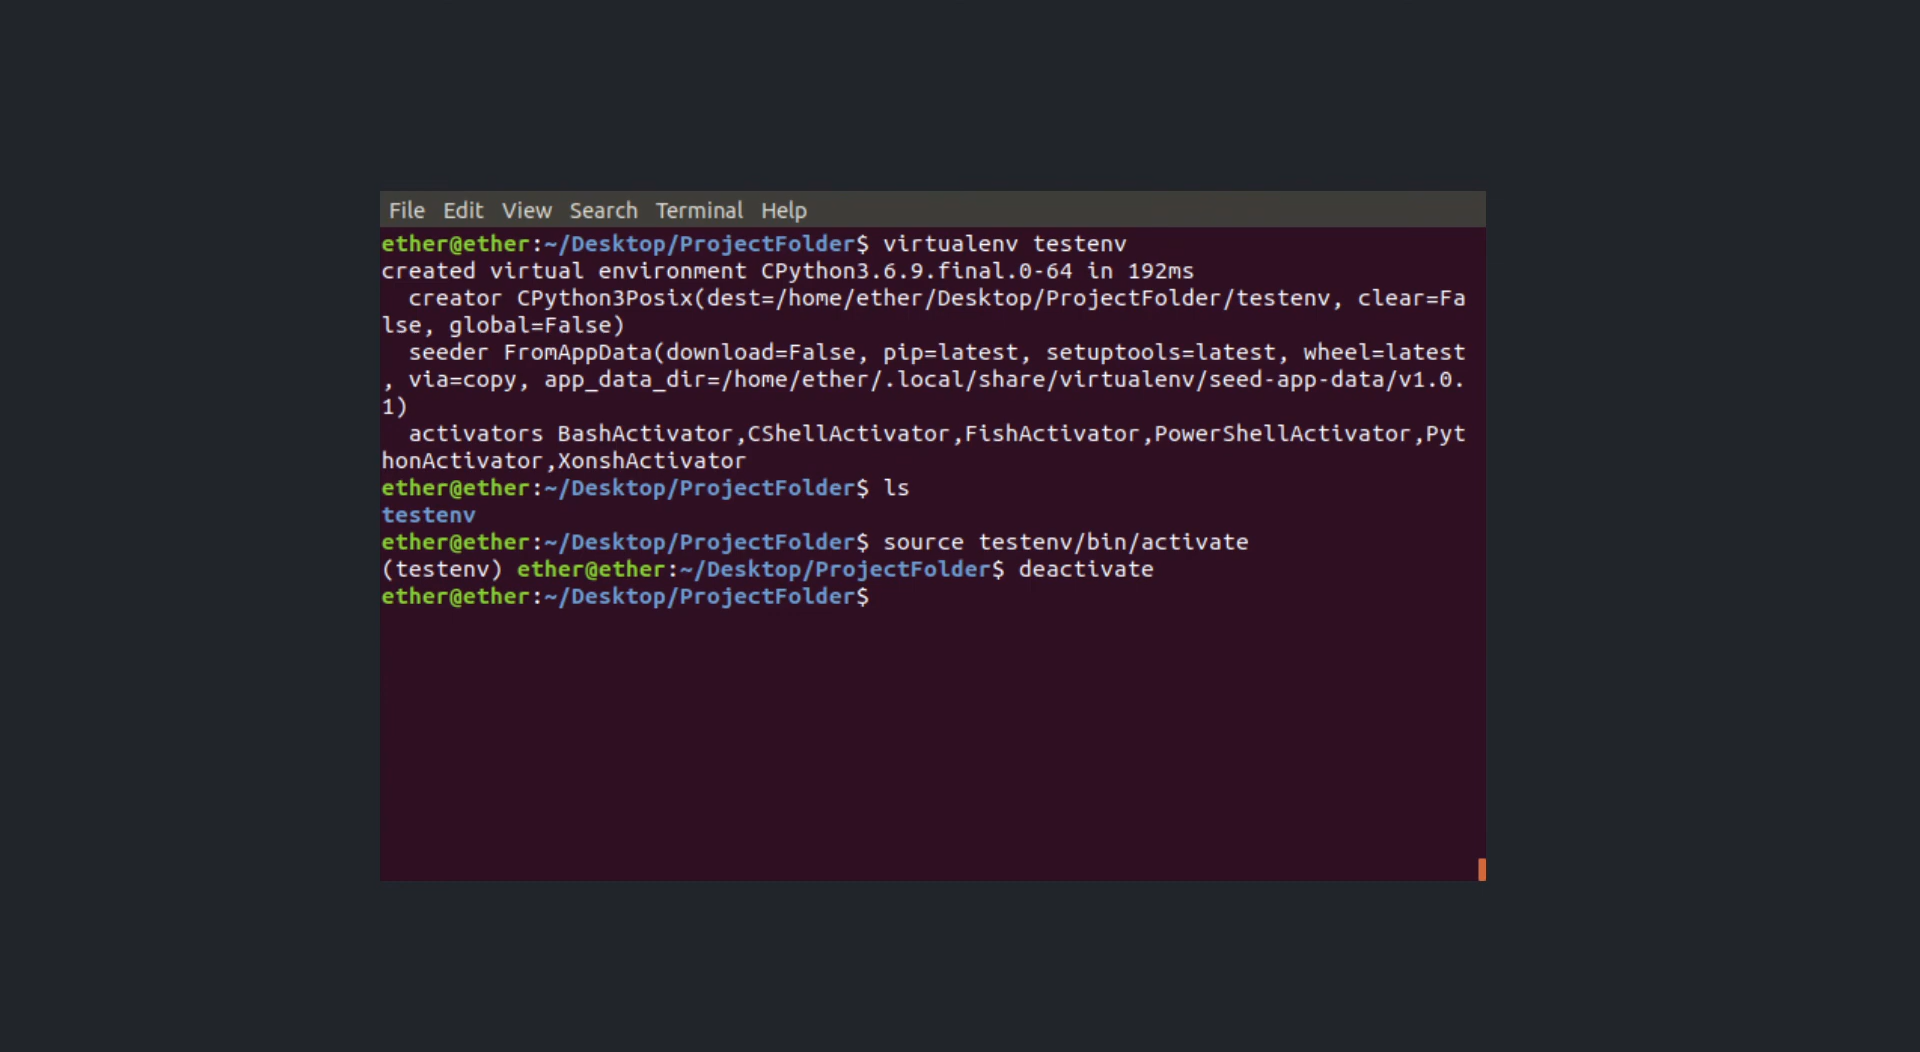 File Edit View Search Terminal Help
ether@ether:~/Desktop/ProjectFolder$ virtualenv testenv
created virtual environment CPython3.6.9.final.0-64 in 192ms
  creator CPython3Posix(dest=/home/ether/Desktop/ProjectFolder/testenv, clear=Fa
lse, global=False)
  seeder FromAppData(download=False, pip=latest, setuptools=latest, wheel=latest
, via=copy, app_data_dir=/home/ether/.local/share/virtualenv/seed-app-data/v1.0.
1)
  activators BashActivator,CShellActivator,FishActivator,PowerShellActivator,Pyt
honActivator,XonshActivator
ether@ether:~/Desktop/ProjectFolder$ ls
testenv
ether@ether:~/Desktop/ProjectFolder$ source testenv/bin/activate
(testenv) ether@ether:~/Desktop/ProjectFolder$ deactivate
ether@ether:~/Desktop/ProjectFolder$